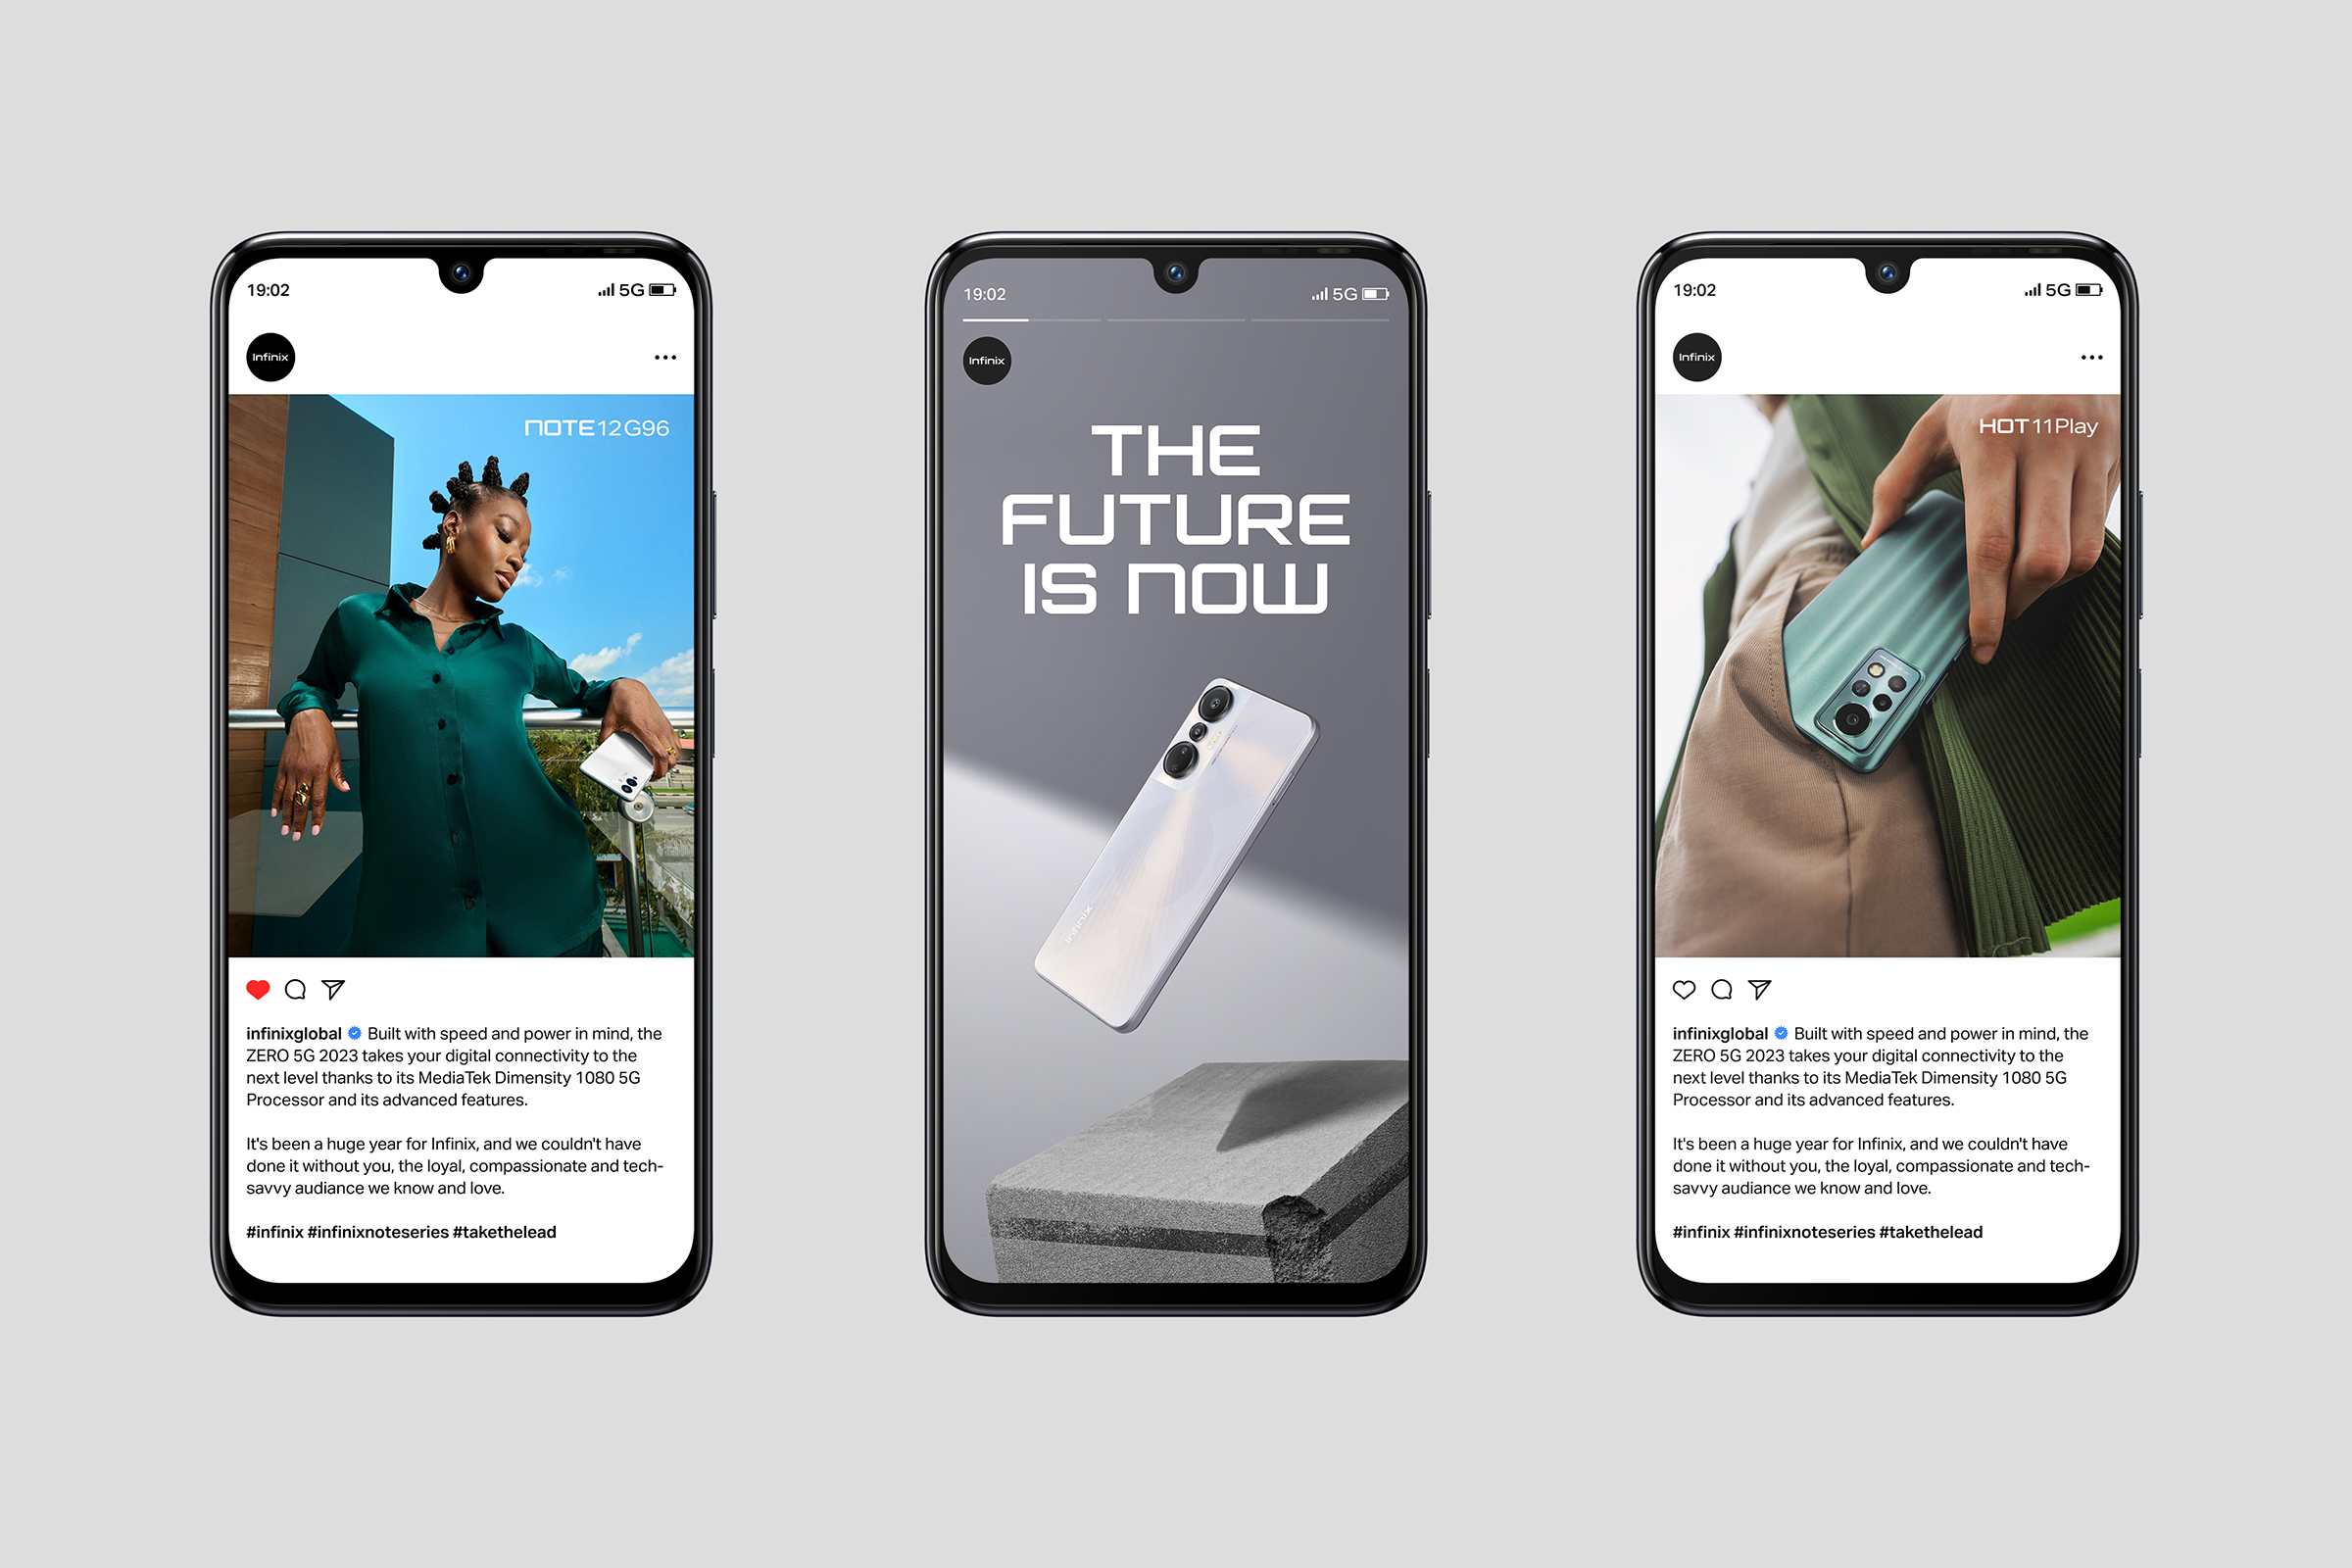 19:02
5G
Infinix
NOTE12G96
infinixglobal Built with speed and power in mind, the
ZERO 5G 2023 takes your digital connectivity to the
next level thanks to its MediaTek Dimensity 1080 5G
Processor and its advanced features.
It's been a huge year for Infinix, and we couldn't have
done it without you, the loyal, compassionate and tech-
savvy audiance we know and love.
#infinix #infinixnoteseries #takethelead
19:02
5G
Infinix
THE
FUTURE
IS NOW
Infinix
19:02
5G
Infinix
HOT11Play
infinixglobal Built with speed and power in mind, the
ZERO 5G 2023 takes your digital connectivity to the
next level thanks to its MediaTek Dimensity 1080 5G
Processor and its advanced features.
It's been a huge year for Infinix, and we couldn't have
done it without you, the loyal, compassionate and tech-
savvy audiance we know and love.
#infinix #infinixnoteseries #takethelead